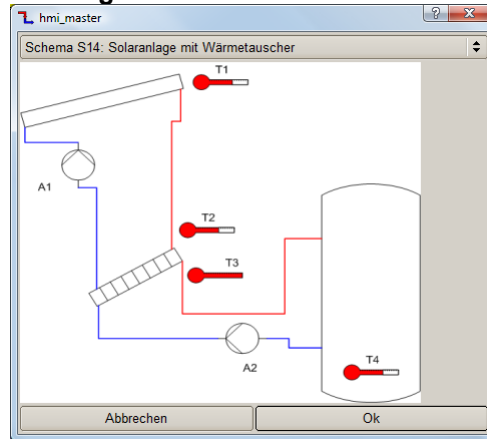 hmi_master
Schema S14: Solaranlage mit Wärmetauscher
T1
A1
T2
T3
A2
T4
Abbrechen
Ok